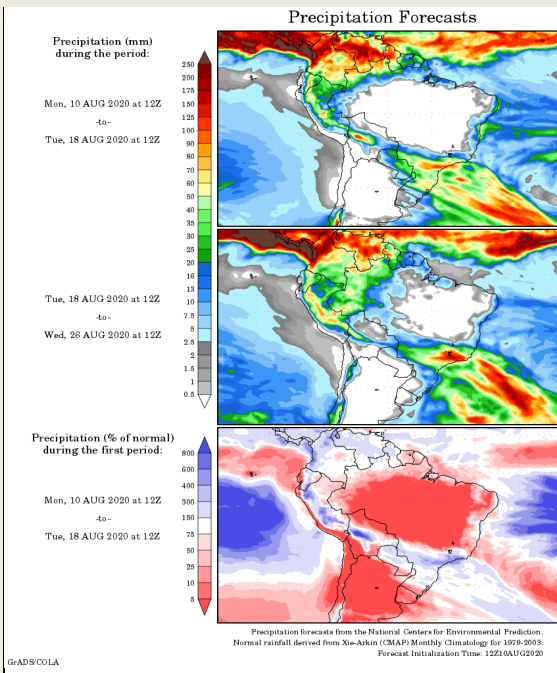 Precipitation Forecasts
Precipitation (mm)
during the period:
Mon, 10 AUG 2020 at 12Z
-to-
Tue, 18 AUG 2020 at 12Z
250
200
175
150
125
100
90
80
70
60
50
45
40
35
30
25
20
16
13
10
7.5
5
2.5
2
1.5
1
0.5
Tue, 18 AUG 2020 at 12Z
-to-
Wed, 26 AUG 2020 at 12Z
Precipitation (% of normal)
during the first period:
Mon, 10 AUG 2020 at 12Z
-to-
Tue, 18 AUG 2020 at 12Z
800
600
400
300
150
75
50
25
10
5
Precipitation forecasts from the National Centers for Environmental Prediction.
Normal rainfall derived from Xie-Arkin (CMAP) Monthly Climatology for 1979-2003.
Forecast Initialization Time: 12Z10AUG2020
GrADS/COLA